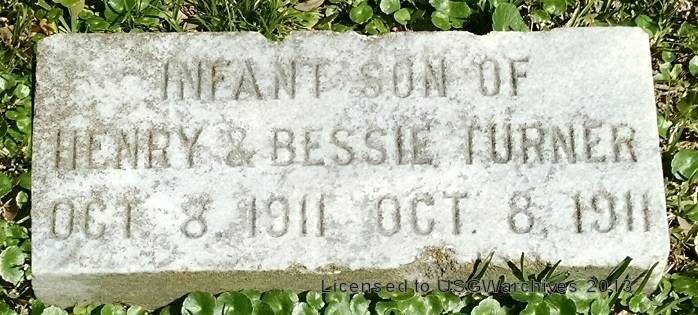 INFANT SON OF
HENRY & BESSIE TURNER
OCT. 8, 1911 OCT. 8, 1911
Licensed to USGWarchives 2013